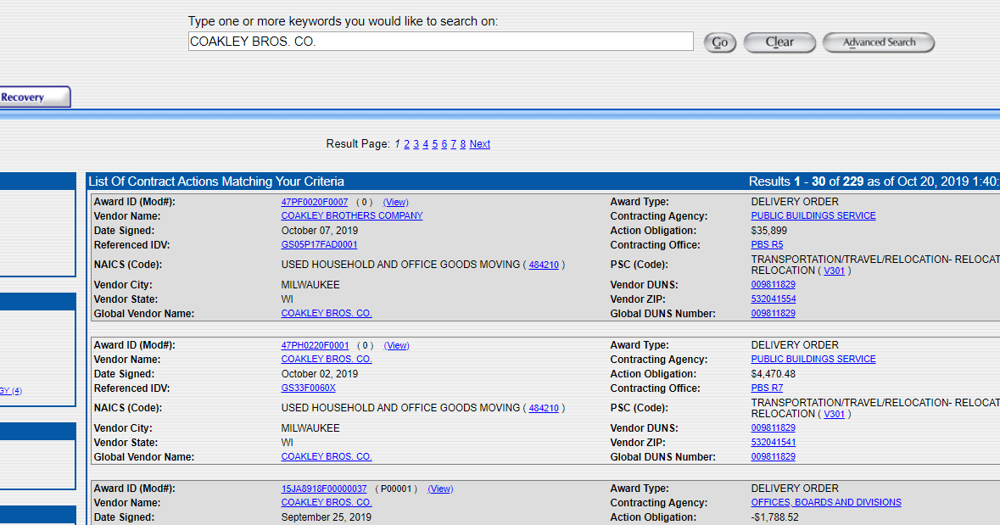 Type one or more keywords you would like to search on:
COAKLEY BROS. CO. Go Clear Advanced Search
Recovery
Result Page: 1 2 3 4 5 6 7 8 Next
List Of Contract Actions Matching Your Criteria Results 1 - 30 of 229 as of Oct 20, 2019 1:40:
Award ID (Mod#): 47PF0020F0007 ( 0 ) (View) Award Type: DELIVERY ORDER
Vendor Name: COAKLEY BROTHERS COMPANY Contracting Agency: PUBLIC BUILDINGS SERVICE
Date Signed: October 07, 2019 Action Obligation: $35,899
Referenced IDV: GS05P17FAD0001 Contracting Office: PBS R5
NAICS (Code): USED HOUSEHOLD AND OFFICE GOODS MOVING ( 484210 ) PSC (Code): TRANSPORTATION/TRAVEL/RELOCATION- RELOCAT
RELOCATION ( V301 )
Vendor City: MILWAUKEE Vendor DUNS: 009811829
Vendor State: WI Vendor ZIP: 532041554
Global Vendor Name: COAKLEY BROS. CO. Global DUNS Number: 009811829
Award ID (Mod#): 47PH0220F0001 ( 0 ) (View) Award Type: DELIVERY ORDER
Vendor Name: COAKLEY BROS. CO. Contracting Agency: PUBLIC BUILDINGS SERVICE
Date Signed: October 02, 2019 Action Obligation: $4,470.48
GY (4) Referenced IDV: GS33F0060X Contracting Office: PBS R7
NAICS (Code): USED HOUSEHOLD AND OFFICE GOODS MOVING ( 484210 ) PSC (Code): TRANSPORTATION/TRAVEL/RELOCATION- RELOCAT
RELOCATION ( V301 )
Vendor City: MILWAUKEE Vendor DUNS: 009811829
Vendor State: WI Vendor ZIP: 532041541
Global Vendor Name: COAKLEY BROS. CO. Global DUNS Number: 009811829
Award ID (Mod#): 15JA8918F00000037 ( P00001 ) (View) Award Type: DELIVERY ORDER
Vendor Name: COAKLEY BROS. CO. Contracting Agency: OFFICES, BOARDS AND DIVISIONS
Date Signed: September 25, 2019 Action Obligation: -$1,788.52